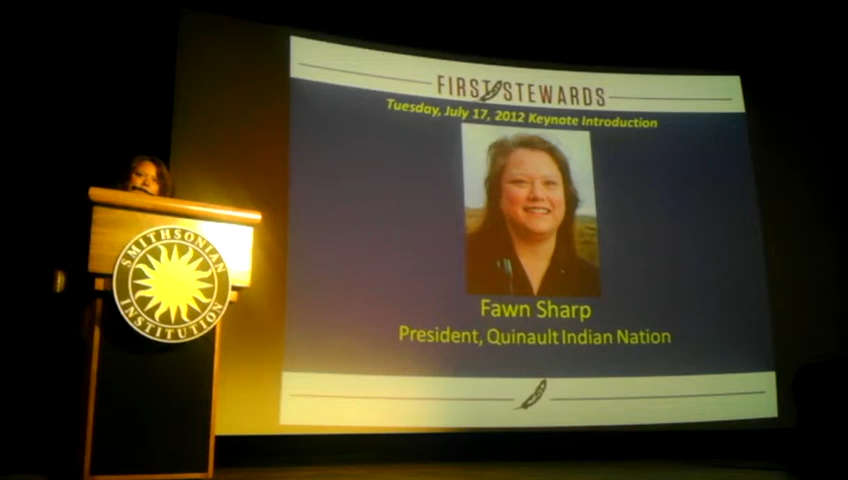 FIRST STEWARDS
Tuesday, July 17, 2012 Keynote Introduction
Fawn Sharp
President, Quinault Indian Nation
SMITHSONIAN
INSTITUTION